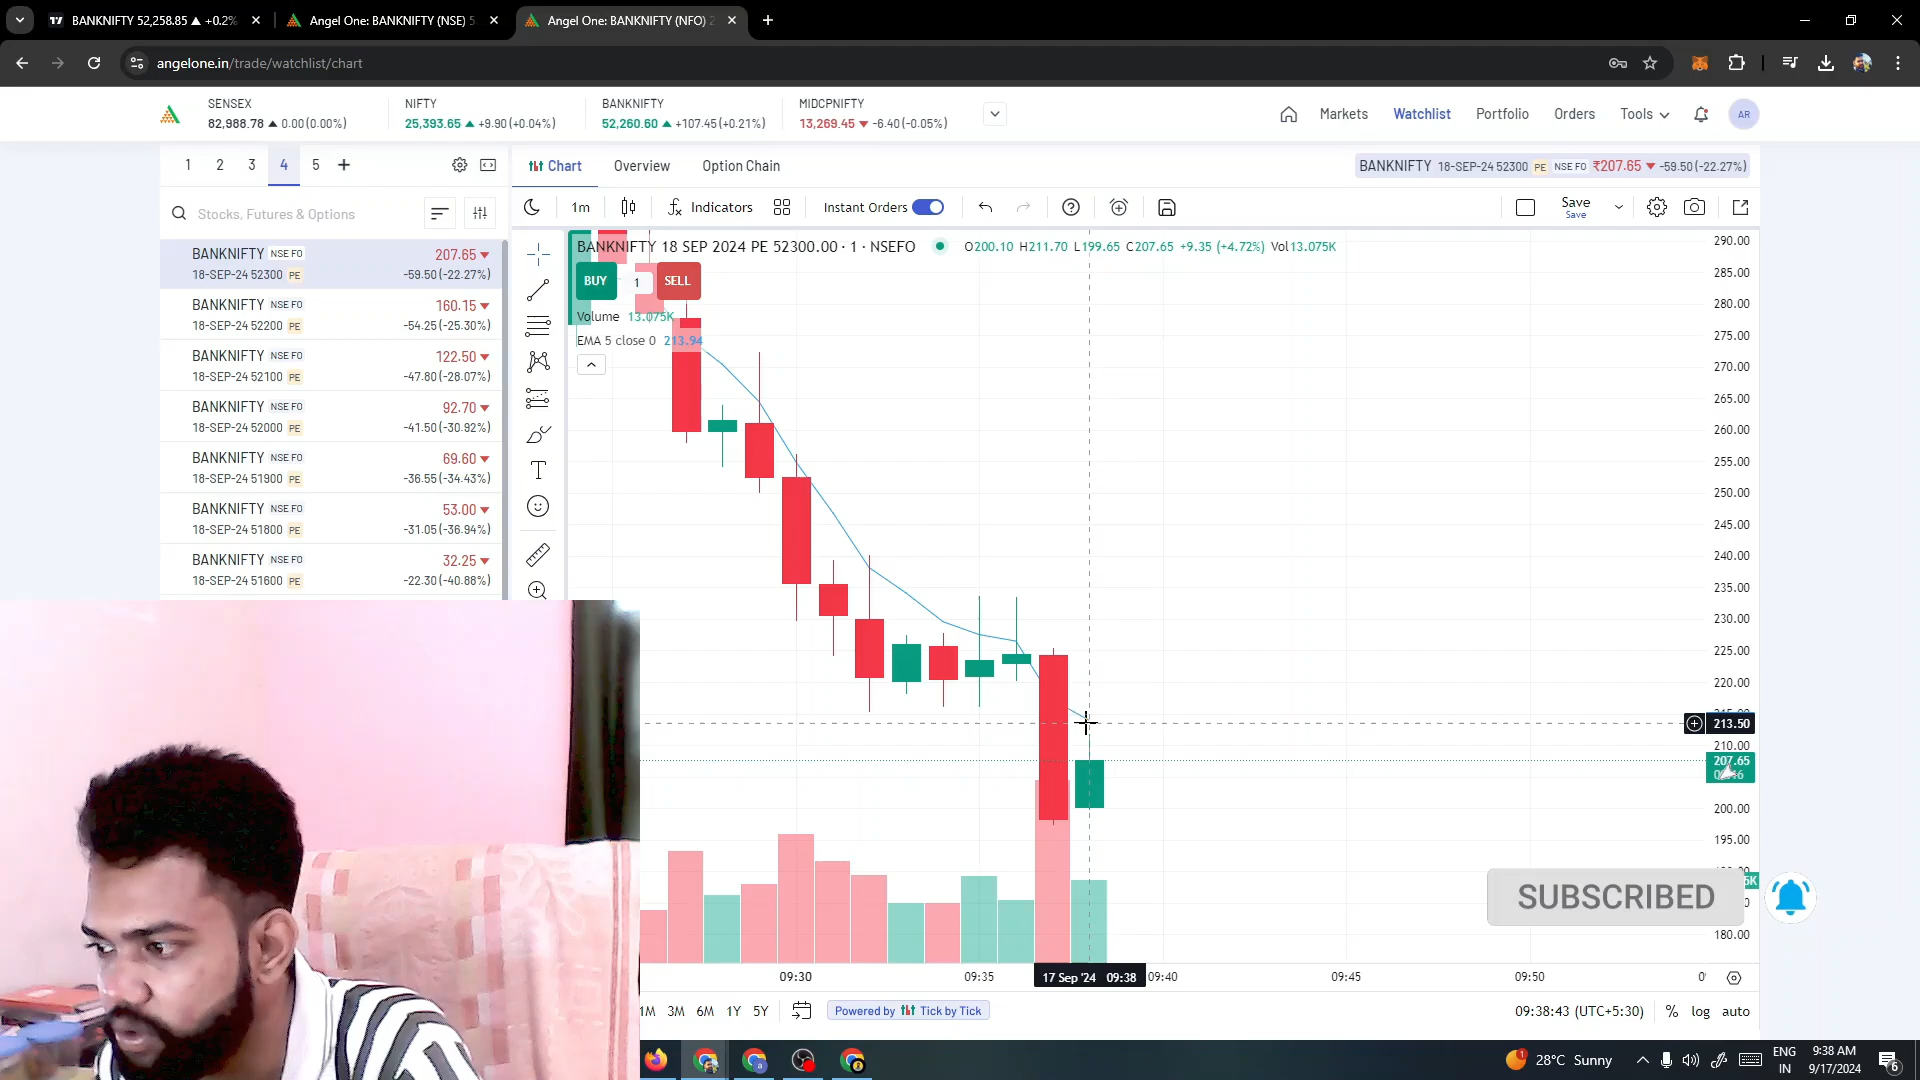 BANKNIFTY 52,258.85 ▲ +0.2%
Angel One: BANKNIFTY (NSE) 5
Angel One: BANKNIFTY (NFO) 2
angelone.in/trade/watchlist/chart
SENSEX
82,988.78 ▲ 0.00 (0.00%)
NIFTY
25,393.65 ▲ +9.90 (+0.04%)
BANKNIFTY
52,260.60 ▲ +107.45 (+0.21%)
MIDCPNIFTY
13,269.45 ▼ -6.40 (-0.05%)
Markets
Watchlist
Portfolio
Orders
Tools
AR
1 2 3 4 5 +
Chart
Overview
Option Chain
BANKNIFTY 18-SEP-24 52300 PE NSE FO ₹207.65 ▼ -59.50 (-22.27%)
Stocks, Futures & Options
1m
Indicators
Instant Orders
Save
Save
BANKNIFTY NSE FO 207.65 ▼
18-SEP-24 52300 PE -59.50 (-22.27%)
BANKNIFTY NSE FO 160.15 ▼
18-SEP-24 52200 PE -54.25 (-25.30%)
BANKNIFTY NSE FO 122.50 ▼
18-SEP-24 52100 PE -47.80 (-28.07%)
BANKNIFTY NSE FO 92.70 ▼
18-SEP-24 52000 PE -41.50 (-30.92%)
BANKNIFTY NSE FO 69.60 ▼
18-SEP-24 51900 PE -36.55 (-34.43%)
BANKNIFTY NSE FO 53.00 ▼
18-SEP-24 51800 PE -31.05 (-36.94%)
BANKNIFTY NSE FO 32.25 ▼
18-SEP-24 51600 PE -22.30 (-40.88%)
BANKNIFTY 18 SEP 2024 PE 52300.00 · 1 · NSEFO
O200.10 H211.70 L199.65 C207.65 +9.35 (+4.72%) Vol13.075K
BUY 1 SELL
Volume 13.075K
EMA 5 close 0 213.94
290.00
285.00
280.00
275.00
270.00
265.00
260.00
255.00
250.00
245.00
240.00
235.00
230.00
225.00
220.00
213.50
210.00
207.65
200.00
195.00
180.00
SUBSCRIBED
09:30
09:35
17 Sep '24 09:38
09:40
09:45
09:50
1M 3M 6M 1Y 5Y
Powered by Tick by Tick
09:38:43 (UTC+5:30)
% log auto
28°C Sunny
ENG
IN
9:38 AM
9/17/2024
6